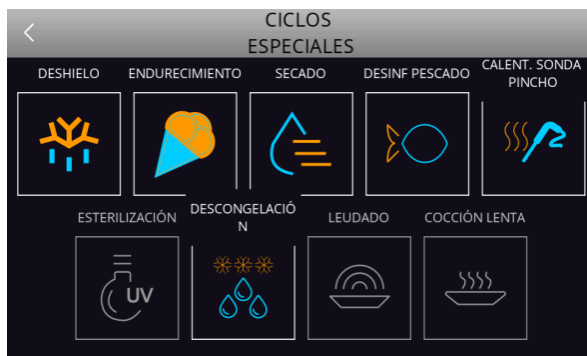 CICLOS
ESPECIALES
DESHIELO
ENDURECIMIENTO
SECADO
DESINF PESCADO
CALENT. SONDA
PINCHO
ESTERILIZACIÓN
DESCONGELACIÓ
N
LEUDADO
COCCIÓN LENTA
UV